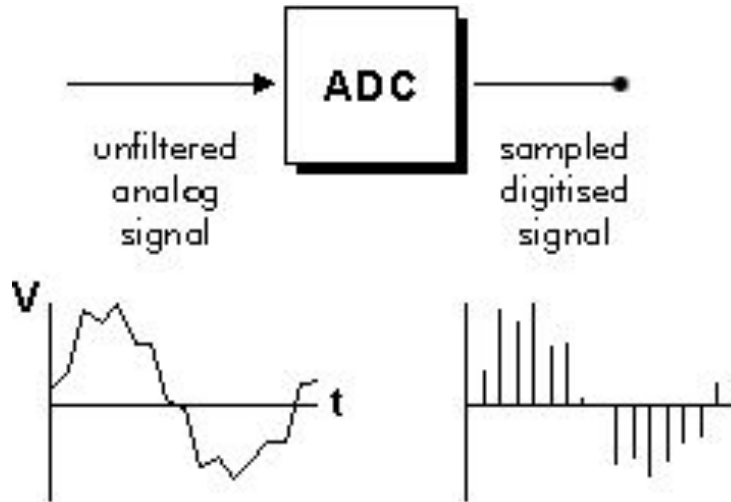 ADC
unfiltered
analog
signal
sampled
digitised
signal
V
t